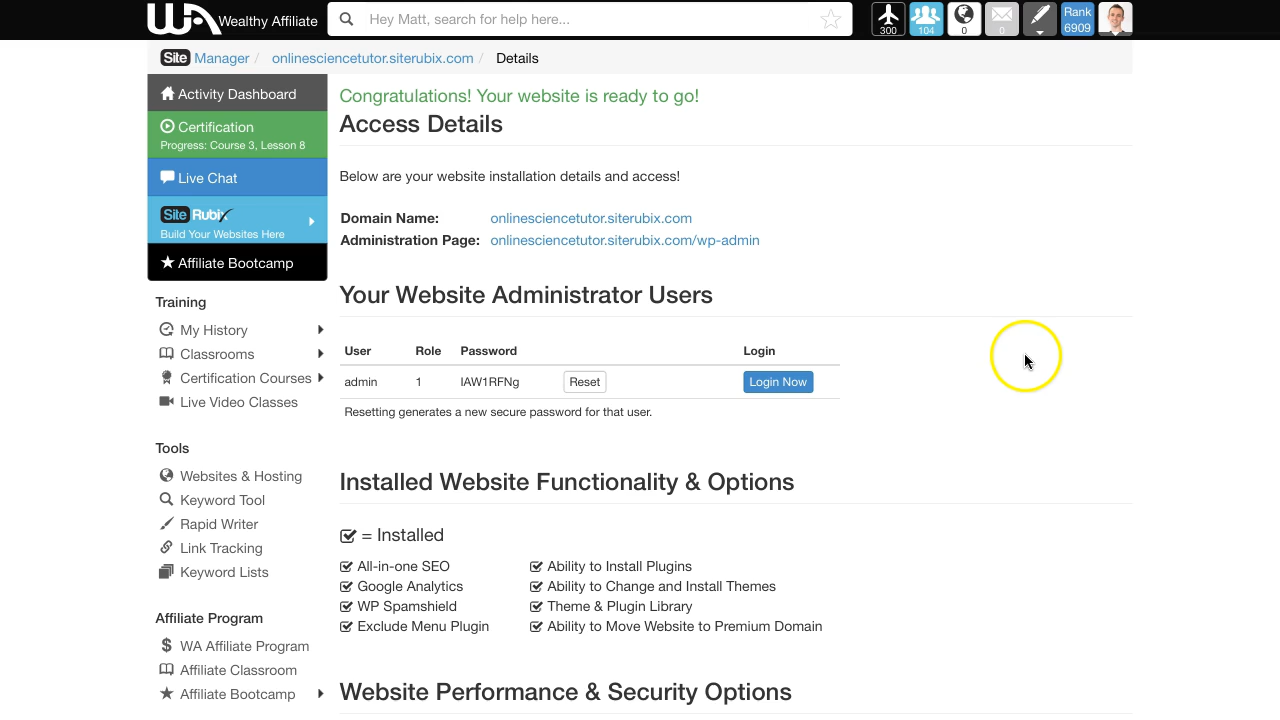 WA Wealthy Affiliate
Hey Matt, search for help here...
300
104
0
0
Rank
6909
Site Manager / onlinesciencetutor.siterubix.com / Details
Activity Dashboard
Certification
Progress: Course 3, Lesson 8
Live Chat
Site Rubix
Build Your Websites Here
Affiliate Bootcamp
Training
My History
Classrooms
Certification Courses
Live Video Classes
Tools
Websites & Hosting
Keyword Tool
Rapid Writer
Link Tracking
Keyword Lists
Affiliate Program
WA Affiliate Program
Affiliate Classroom
Affiliate Bootcamp
Congratulations! Your website is ready to go!
Access Details
Below are your website installation details and access!
Domain Name: onlinesciencetutor.siterubix.com
Administration Page: onlinesciencetutor.siterubix.com/wp-admin
Your Website Administrator Users
User Role Password Login
admin 1 lAW1RFNg Reset Login Now
Resetting generates a new secure password for that user.
Installed Website Functionality & Options
= Installed
All-in-one SEO
Google Analytics
WP Spamshield
Exclude Menu Plugin
Ability to Install Plugins
Ability to Change and Install Themes
Theme & Plugin Library
Ability to Move Website to Premium Domain
Website Performance & Security Options